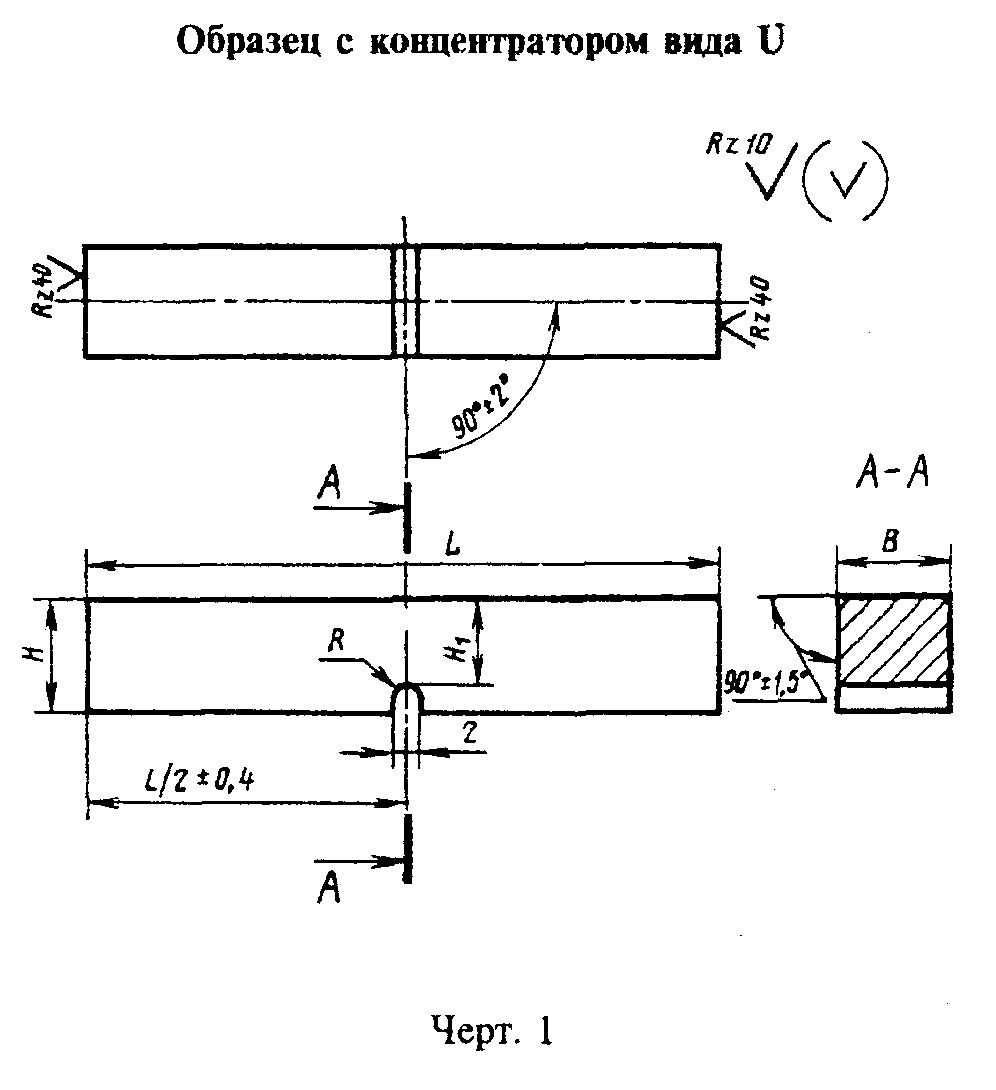 Образец с концентратором вида U
Rz 10
Rz 40
Rz 40
90°±2°
А
А-А
L
В
Н
R
H₁
90°±1,5°
2
L/2 ±0,4
А
Черт. 1